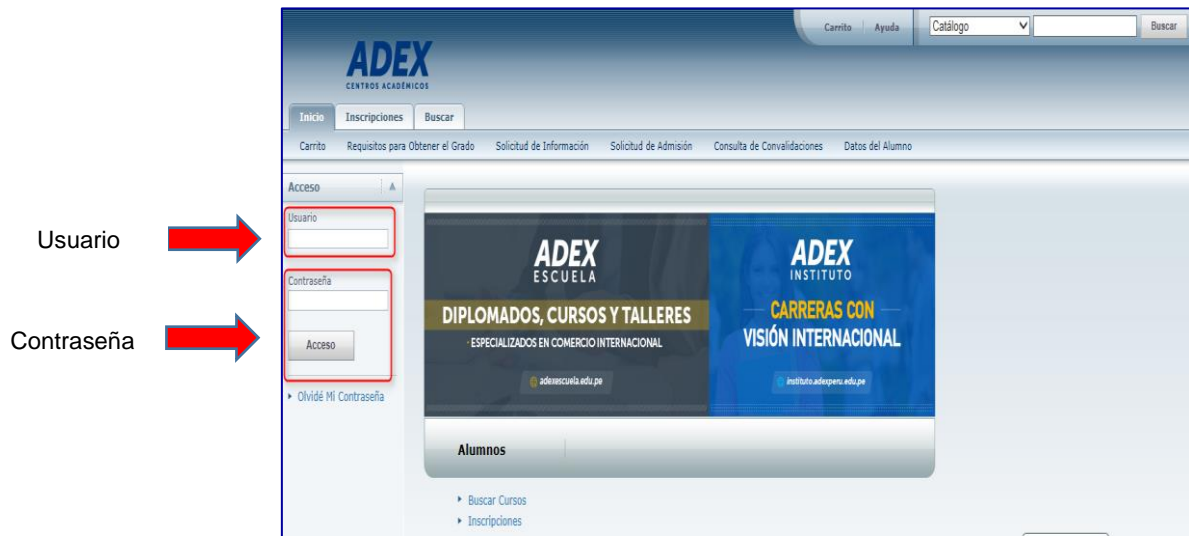 Carrito Ayuda Catálogo Buscar
ADEX
CENTROS ACADÉMICOS
Inicio Inscripciones Buscar
Carrito Requisitos para Obtener el Grado Solicitud de Información Solicitud de Admisión Consulta de Convalidaciones Datos del Alumno
Acceso
Usuario
Usuario
Contraseña
Contraseña
Acceso
Olvidé Mi Contraseña
ADEX
ESCUELA
DIPLOMADOS, CURSOS Y TALLERES
ESPECIALIZADOS EN COMERCIO INTERNACIONAL
adexescuela.edu.pe
ADEX
INSTITUTO
CARRERAS CON
VISIÓN INTERNACIONAL
instituto.adexperu.edu.pe
Alumnos
Buscar Cursos
Inscripciones